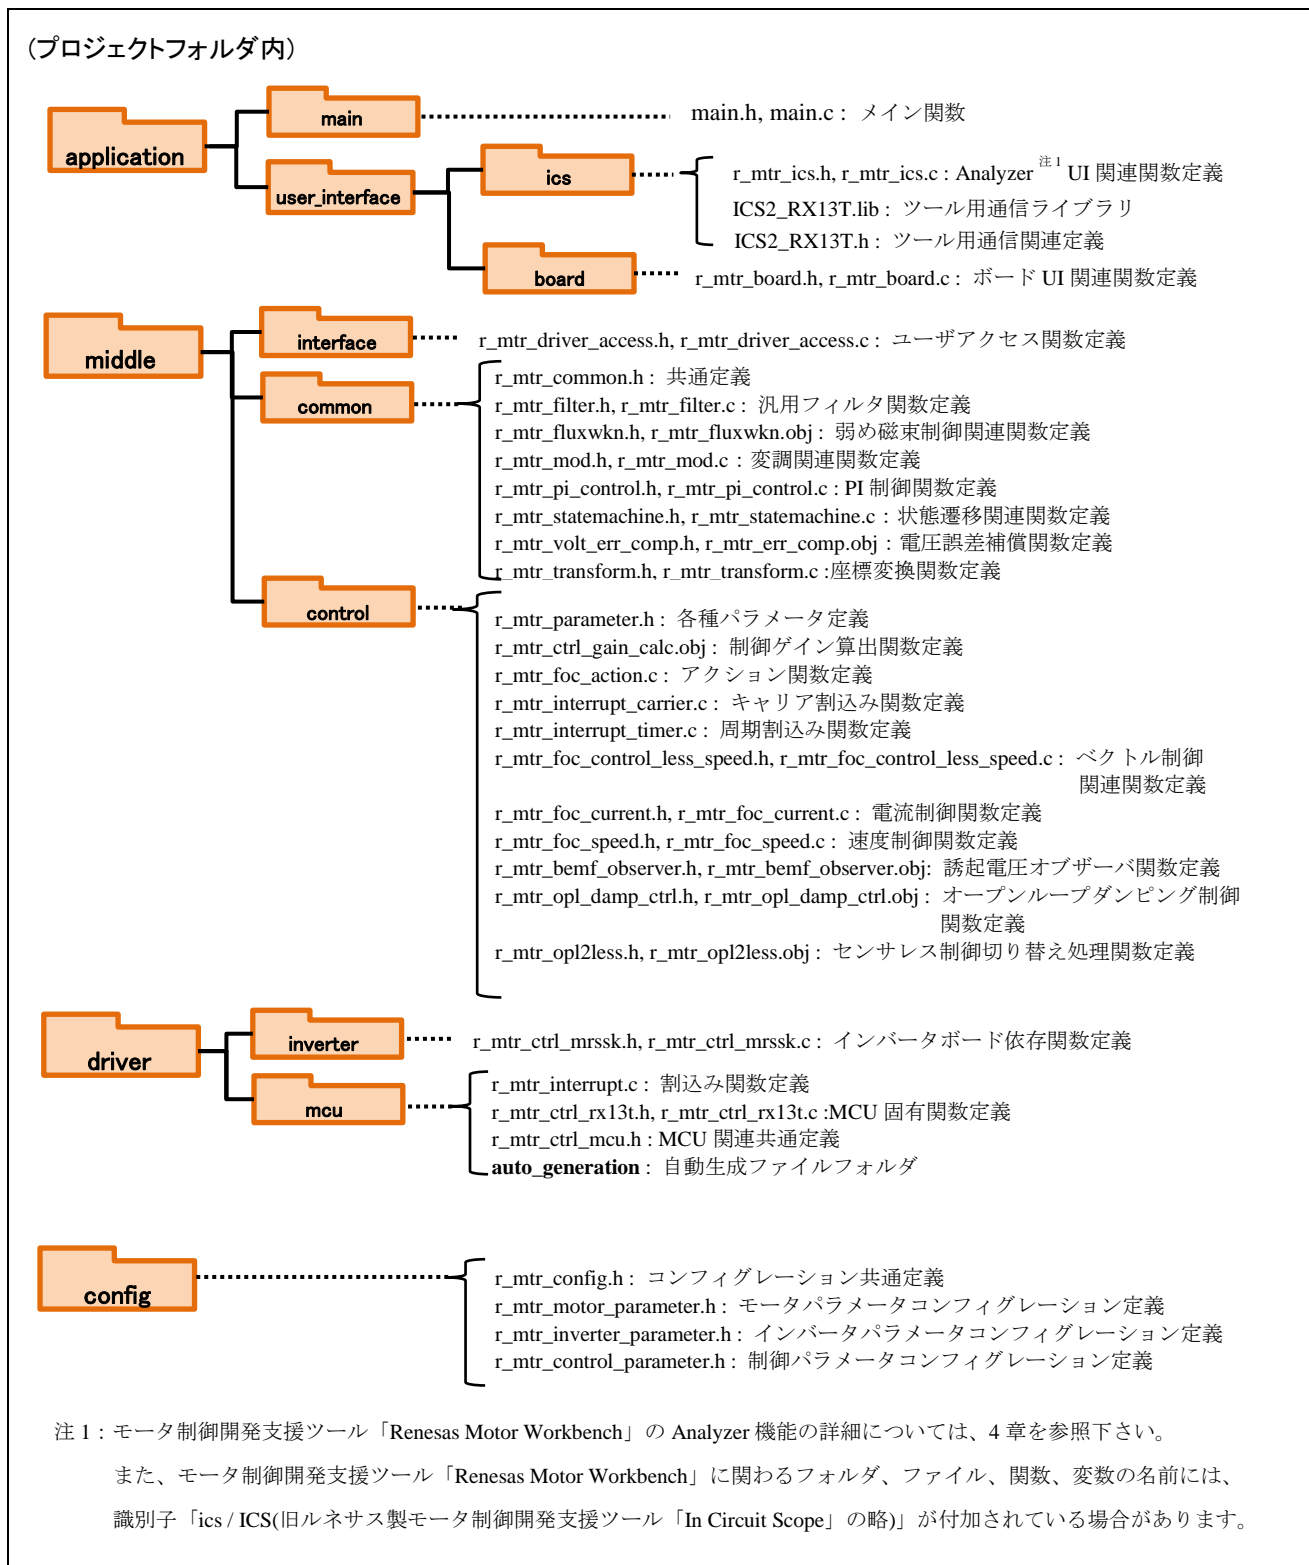 (プロジェクトフォルダ内)
application
main
main.h, main.c : メイン関数
user_interface
ics
r_mtr_ics.h, r_mtr_ics.c : Analyzer 注1 UI 関連関数定義
ICS2_RX13T.lib : ツール用通信ライブラリ
ICS2_RX13T.h : ツール用通信関連定義
board
r_mtr_board.h, r_mtr_board.c : ボード UI 関連関数定義
middle
interface
r_mtr_driver_access.h, r_mtr_driver_access.c : ユーザアクセス関数定義
common
r_mtr_common.h : 共通定義
r_mtr_filter.h, r_mtr_filter.c : 汎用フィルタ関数定義
r_mtr_fluxwkn.h, r_mtr_fluxwkn.obj : 弱め磁束制御関連関数定義
r_mtr_mod.h, r_mtr_mod.c : 変調関連関数定義
r_mtr_pi_control.h, r_mtr_pi_control.c : PI 制御関数定義
r_mtr_statemachine.h, r_mtr_statemachine.c : 状態遷移関連関数定義
r_mtr_volt_err_comp.h, r_mtr_err_comp.obj : 電圧誤差補償関数定義
r_mtr_transform.h, r_mtr_transform.c :座標変換関数定義
control
r_mtr_parameter.h : 各種パラメータ定義
r_mtr_ctrl_gain_calc.obj : 制御ゲイン算出関数定義
r_mtr_foc_action.c : アクション関数定義
r_mtr_interrupt_carrier.c : キャリア割込み関数定義
r_mtr_interrupt_timer.c : 周期割込み関数定義
r_mtr_foc_control_less_speed.h, r_mtr_foc_control_less_speed.c : ベクトル制御
関連関数定義
r_mtr_foc_current.h, r_mtr_foc_current.c : 電流制御関数定義
r_mtr_foc_speed.h, r_mtr_foc_speed.c : 速度制御関数定義
r_mtr_bemf_observer.h, r_mtr_bemf_observer.obj: 誘起電圧オブザーバ関数定義
r_mtr_opl_damp_ctrl.h, r_mtr_opl_damp_ctrl.obj : オープンループダンピング制御
関数定義
r_mtr_opl2less.h, r_mtr_opl2less.obj : センサレス制御切り替え処理関数定義
driver
inverter
r_mtr_ctrl_mrssk.h, r_mtr_ctrl_mrssk.c : インバータボード依存関数定義
mcu
r_mtr_interrupt.c : 割込み関数定義
r_mtr_ctrl_rx13t.h, r_mtr_ctrl_rx13t.c :MCU 固有関数定義
r_mtr_ctrl_mcu.h : MCU 関連共通定義
auto_generation : 自動生成ファイルフォルダ
config
r_mtr_config.h : コンフィグレーション共通定義
r_mtr_motor_parameter.h : モータパラメータコンフィグレーション定義
r_mtr_inverter_parameter.h : インバータパラメータコンフィグレーション定義
r_mtr_control_parameter.h : 制御パラメータコンフィグレーション定義
注 1 : モータ制御開発支援ツール「Renesas Motor Workbench」の Analyzer 機能の詳細については、4 章を参照下さい。
また、モータ制御開発支援ツール「Renesas Motor Workbench」に関わるフォルダ、ファイル、関数、変数の名前には、
識別子「ics / ICS(旧ルネサス製モータ制御開発支援ツール「In Circuit Scope」の略)」が付加されている場合があります。